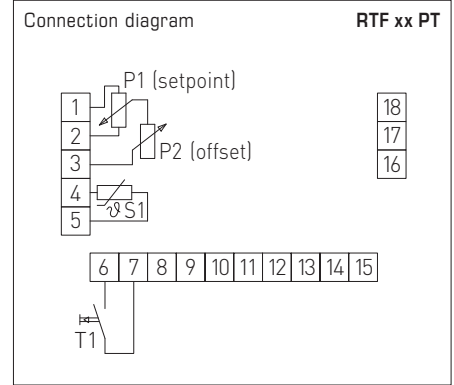 Connection diagram RTF xx PT
P1 (setpoint)
1 18
2 17
P2 (offset)
3 16
4
ϑ S1
5
6 7 8 9 10 11 12 13 14 15
T1